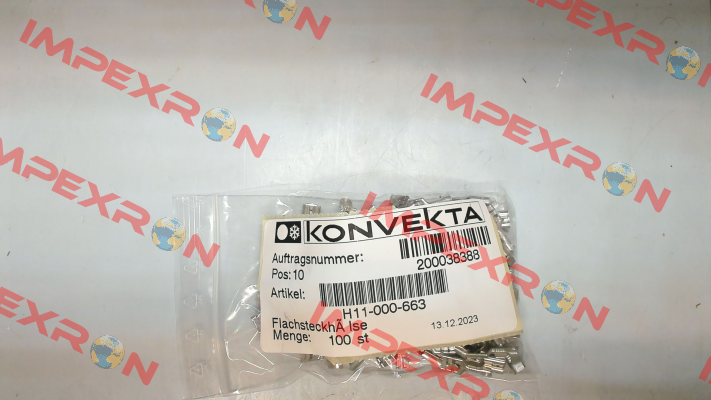 IMPEXRON
IMPEXRON
IMPEXRON
IMPEXRON
IMPEXRON
IMPEXRON
IMPEXRON
KONVEKTA
Auftragsnummer:
200038388
Pos:10
Artikel:
H11-000-663
FlachsteckhÃ lse
13.12.2023
Menge: 100 st